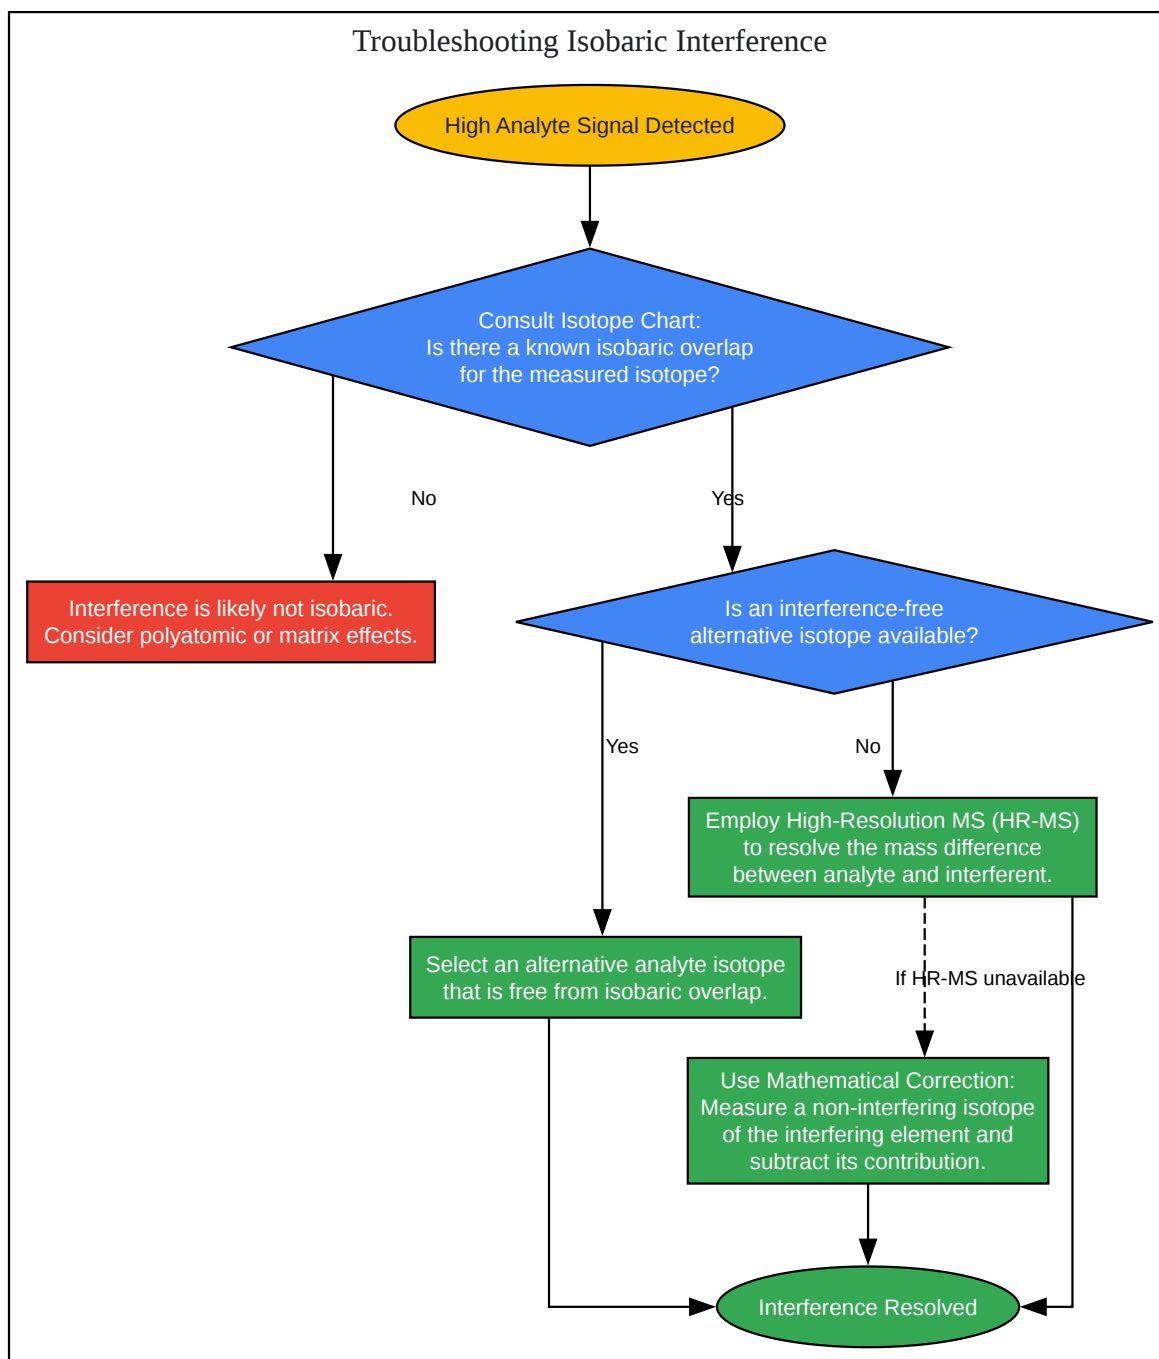 Troubleshooting Isobaric Interference
High Analyte Signal Detected
Consult Isotope Chart:
Is there a known isobaric overlap
for the measured isotope?
No
Yes
Interference is likely not isobaric.
Consider polyatomic or matrix effects.
Is an interference-free
alternative isotope available?
Yes
No
Employ High-Resolution MS (HR-MS)
to resolve the mass difference
between analyte and interferent.
Select an alternative analyte isotope
that is free from isobaric overlap.
If HR-MS unavailable
Use Mathematical Correction:
Measure a non-interfering isotope
of the interfering element and
subtract its contribution.
Interference Resolved